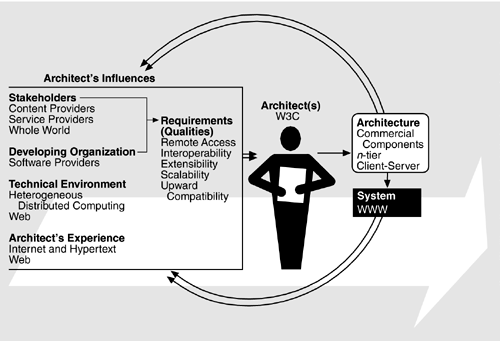 Architect's Influences
Stakeholders
Content Providers
Service Providers
Whole World
Developing Organization
Software Providers
Technical Environment
Heterogeneous
Distributed Computing
Web
Architect's Experience
Internet and Hypertext
Web
Requirements
(Qualities)
Remote Access
Interoperability
Extensibility
Scalability
Upward
Compatibility
Architect(s)
W3C
Architecture
Commercial
Components
n-tier
Client-Server
System
WWW